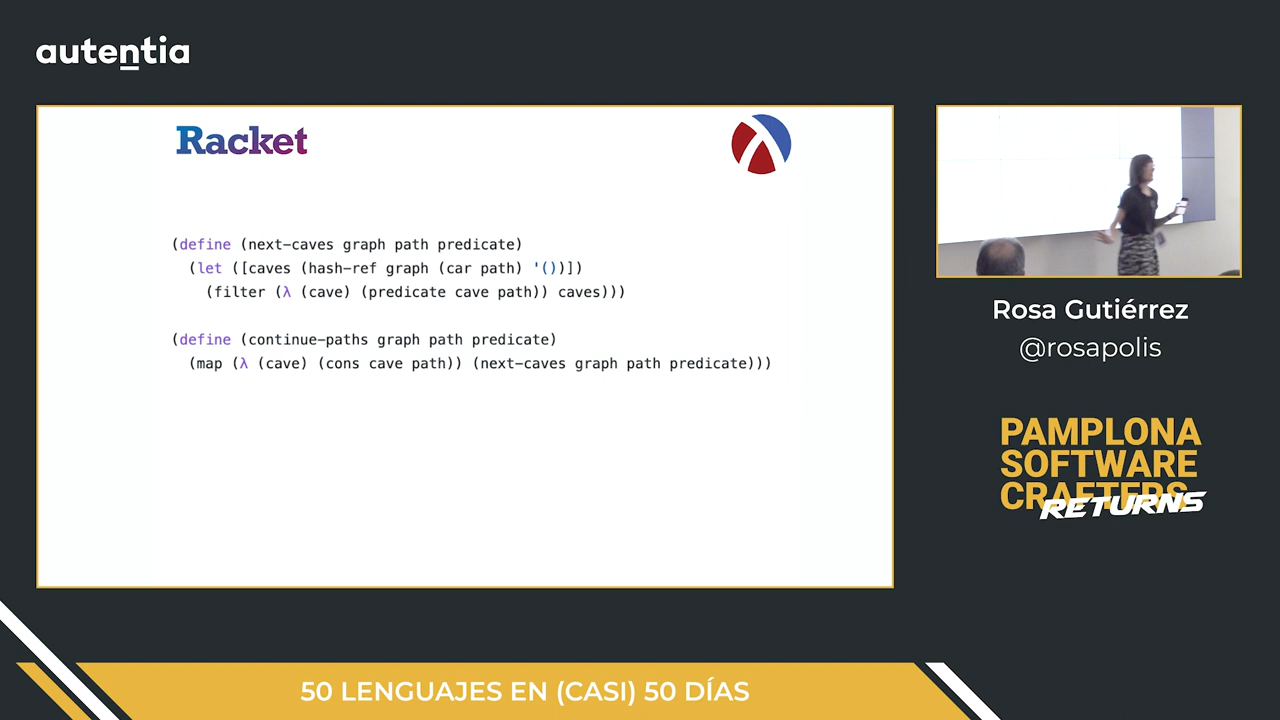 autentia
Racket
(define (next-caves graph path predicate)
  (let ([caves (hash-ref graph (car path) '())])
    (filter (λ (cave) (predicate cave path)) caves)))
(define (continue-paths graph path predicate)
  (map (λ (cave) (cons cave path)) (next-caves graph path predicate)))
Rosa Gutiérrez
@rosapolis
PAMPLONA
SOFTWARE
CRAFTERS
RETURNS
50 LENGUAJES EN (CASI) 50 DÍAS